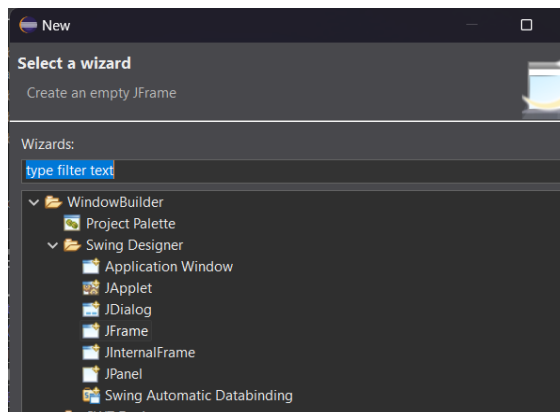 New
Select a wizard
Create an empty JFrame
Wizards:
type filter text
WindowBuilder
Project Palette
Swing Designer
Application Window
JApplet
JDialog
JFrame
JInternalFrame
JPanel
Swing Automatic Databinding